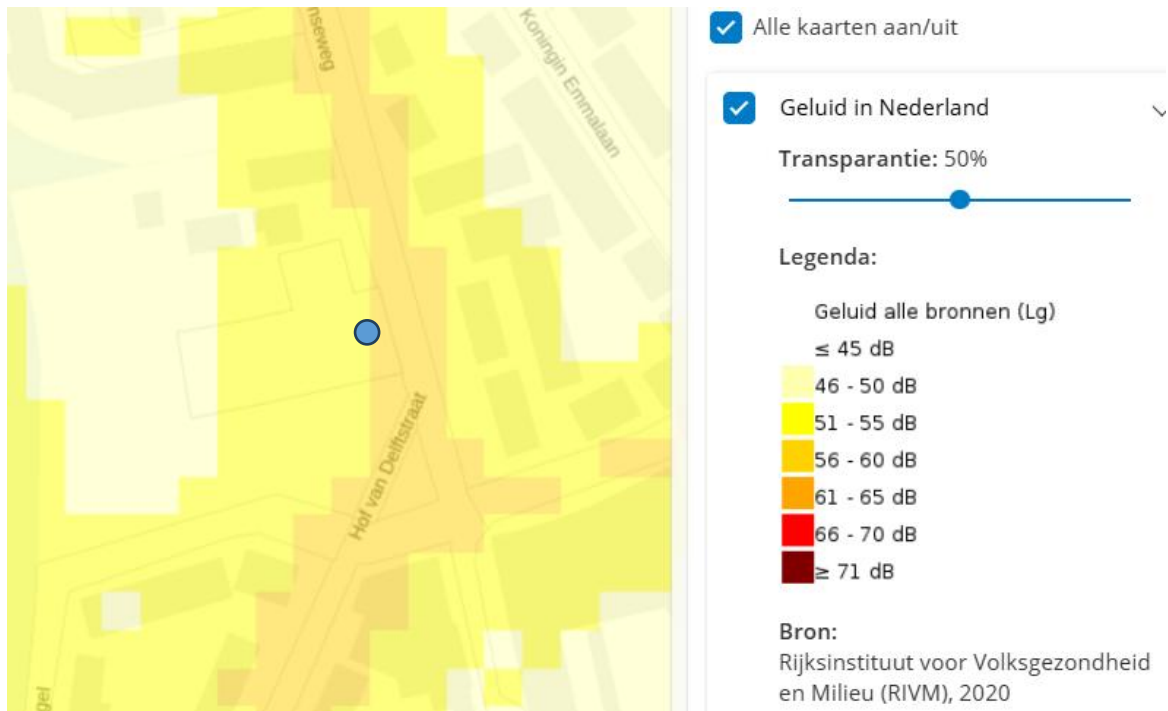 nseweg
Koningin Emmalaan
Hof van Delftstraat
gel
Alle kaarten aan/uit
Geluid in Nederland
Transparantie: 50%
Legenda:
Geluid alle bronnen (Lg)
≤ 45 dB
46 - 50 dB
51 - 55 dB
56 - 60 dB
61 - 65 dB
66 - 70 dB
≥ 71 dB
Bron:
Rijksinstituut voor Volksgezondheid
en Milieu (RIVM), 2020